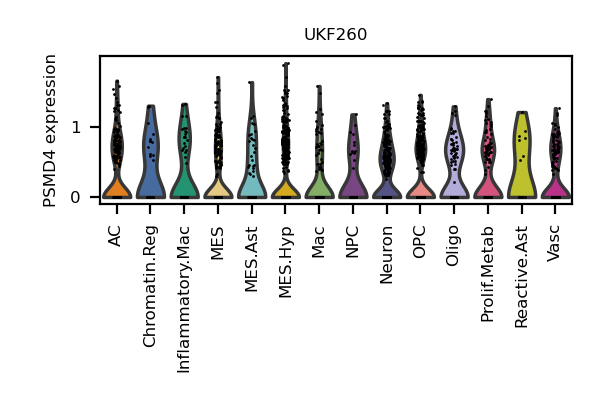 UKF260
PSMD4 expression
1
0
AC
Chromatin.Reg
Inflammatory.Mac
MES
MES.Ast
MES.Hyp
Mac
NPC
Neuron
OPC
Oligo
Prolif.Metab
Reactive.Ast
Vasc